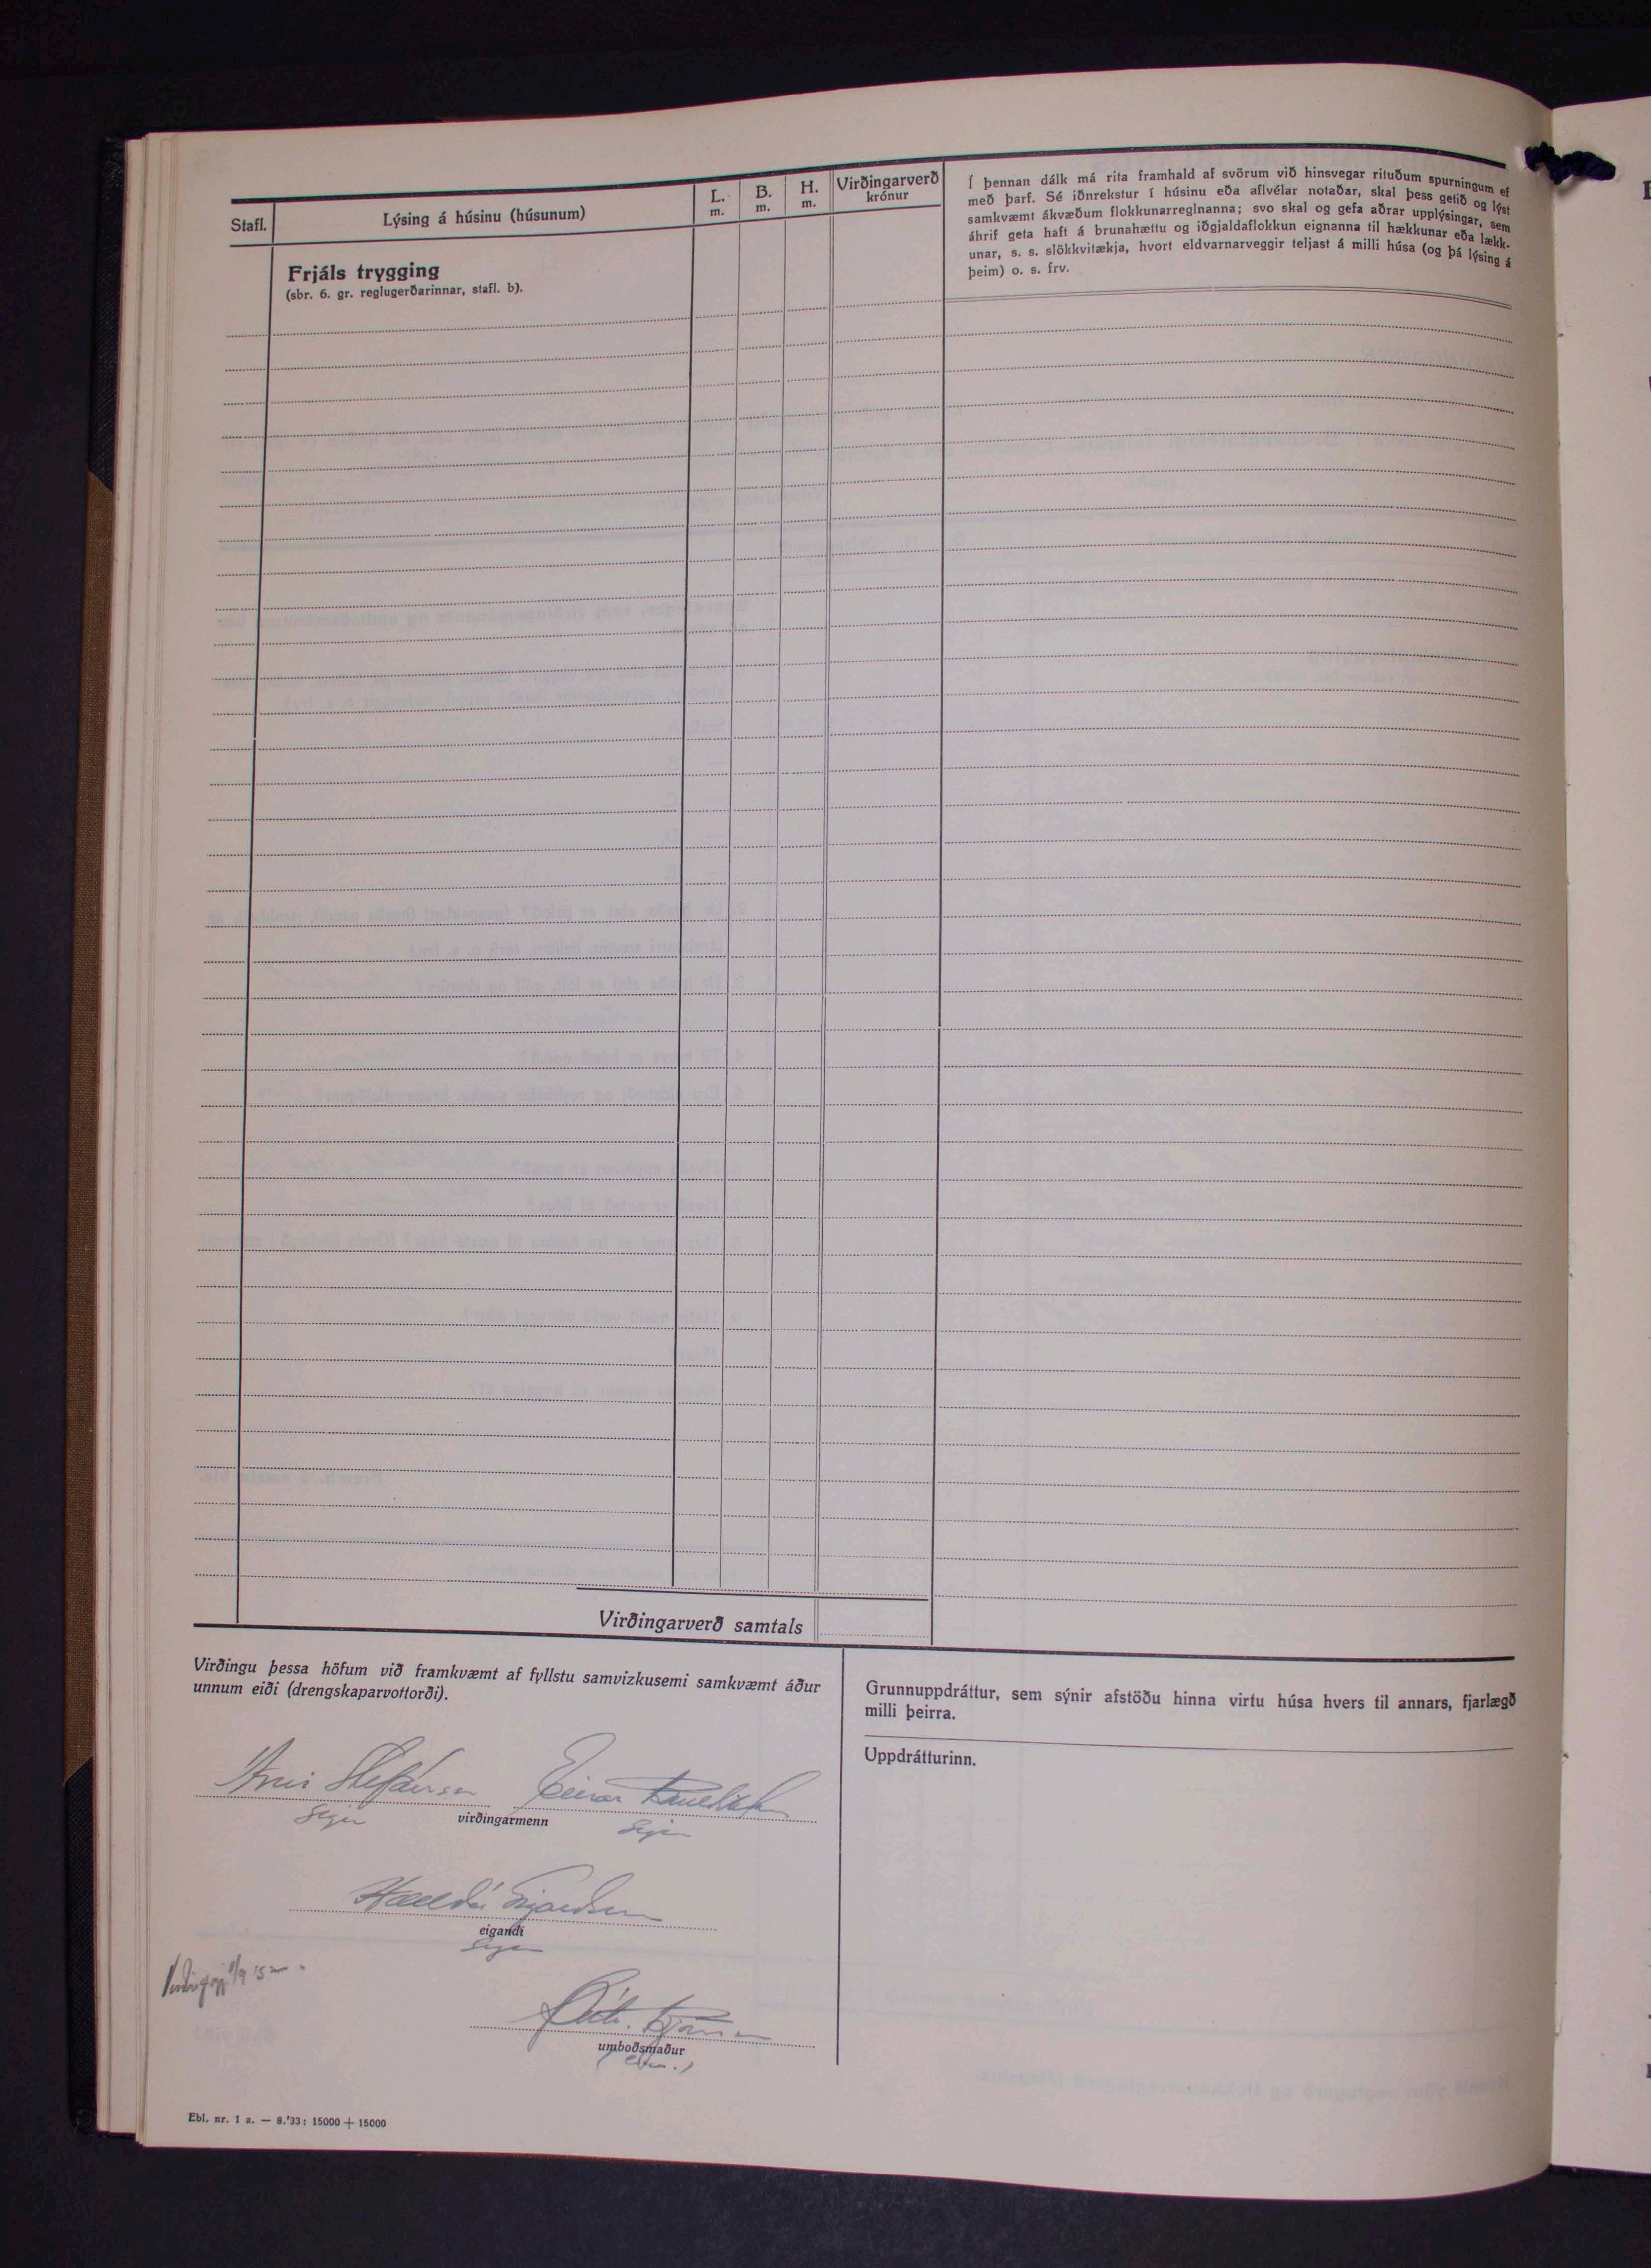 Stafl.
Lýsing á húsinu (húsunum)
L.
m.
B.
m.
H.
m.
Virðingarverð
krónur
Frjáls trygging
(sbr. 6. gr. reglugerðarinnar, stafl. b).
Í þennan dálk má rita framhald af svörum við hinsvegar rituðum spurningum ef
með þarf. Sé iðnrekstur í húsinu eða aflvélar notaðar, skal þess getið og lýst
samkvæmt ákvæðum flokkunarreglnanna; svo skal og gefa aðrar upplýsingar, sem
áhrif geta haft á brunahættu og iðgjaldaflokkun eignanna til hækkunar eða lækk-
unar, s. s. slökkvitækja, hvort eldvarnarveggir teljast á milli húsa (og þá lýsing á
þeim) o. s. frv.
Virðingarverð samtals
Virðingu þessa höfum við framkvæmt af fyllstu samvizkusemi samkvæmt áður
unnum eiði (drengskaparvottorði).
Árni Stefánsson Einar
virðingarmenn
Halldór
eigandi
umboðsmaður
Grunnuppdráttur, sem sýnir afstöðu hinna virtu húsa hvers til annars, fjarlægð
milli þeirra.
Uppdrátturinn.
Ebl. nr. 1 a. — 8.'33: 15000 + 15000